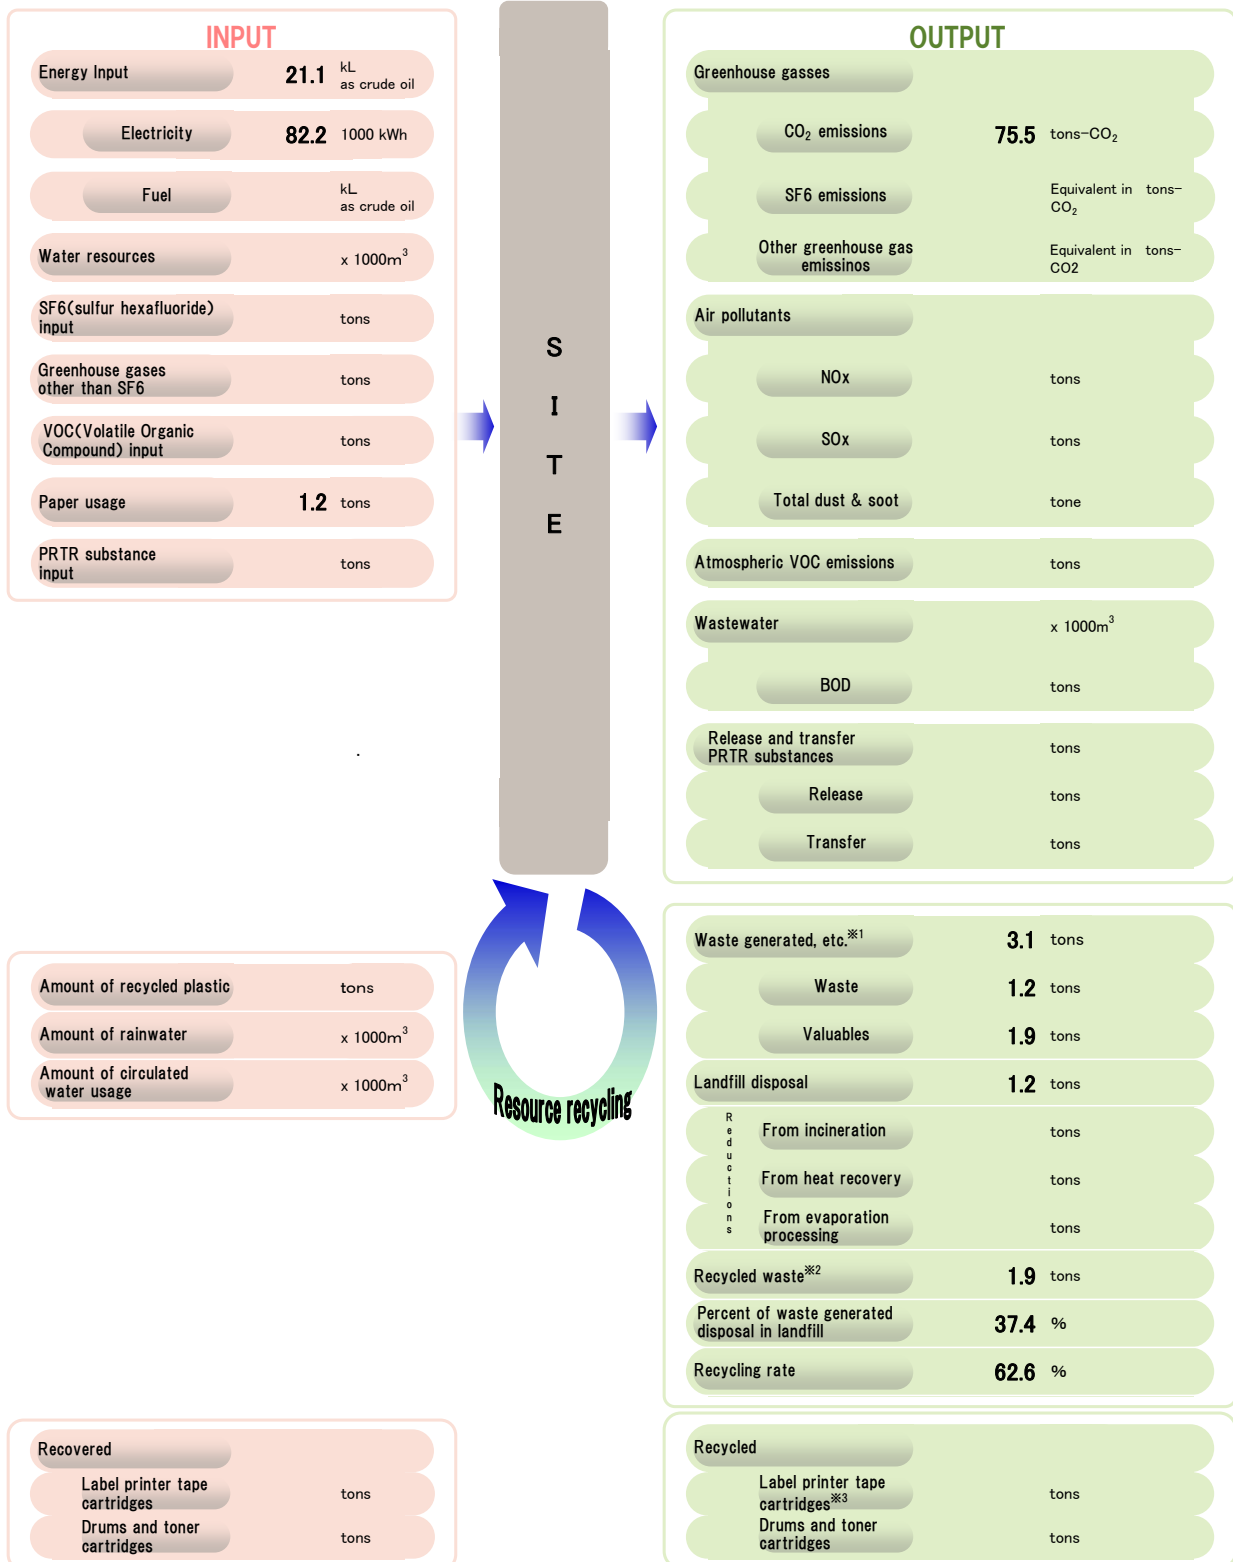 INPUT
Energy Input 21.1 kL
as crude oil
Electricity 82.2 1000 kWh
Fuel kL
as crude oil
Water resources x 1000m³
SF6(sulfur hexafluoride)
input tons
Greenhouse gases
other than SF6 tons
VOC(Volatile Organic
Compound) input tons
Paper usage 1.2 tons
PRTR substance
input tons
S
I
T
E
OUTPUT
Greenhouse gasses
CO₂ emissions 75.5 tons-CO₂
SF6 emissions Equivalent in tons-
CO₂
Other greenhouse gas
emissinos Equivalent in tons-
CO2
Air pollutants
NOx tons
SOx tons
Total dust & soot tone
Atmospheric VOC emissions tons
Wastewater x 1000m³
BOD tons
Release and transfer
PRTR substances tons
Release tons
Transfer tons
Amount of recycled plastic tons
Amount of rainwater x 1000m³
Amount of circulated
water usage x 1000m³
Resource recycling
Waste generated, etc.※1 3.1 tons
Waste 1.2 tons
Valuables 1.9 tons
Landfill disposal 1.2 tons
Reductions
From incineration tons
From heat recovery tons
From evaporation
processing tons
Recycled waste※2 1.9 tons
Percent of waste generated
disposal in landfill 37.4 %
Recycling rate 62.6 %
Recovered
Label printer tape
cartridges tons
Drums and toner
cartridges tons
Recycled
Label printer tape
cartridges※3 tons
Drums and toner
cartridges tons